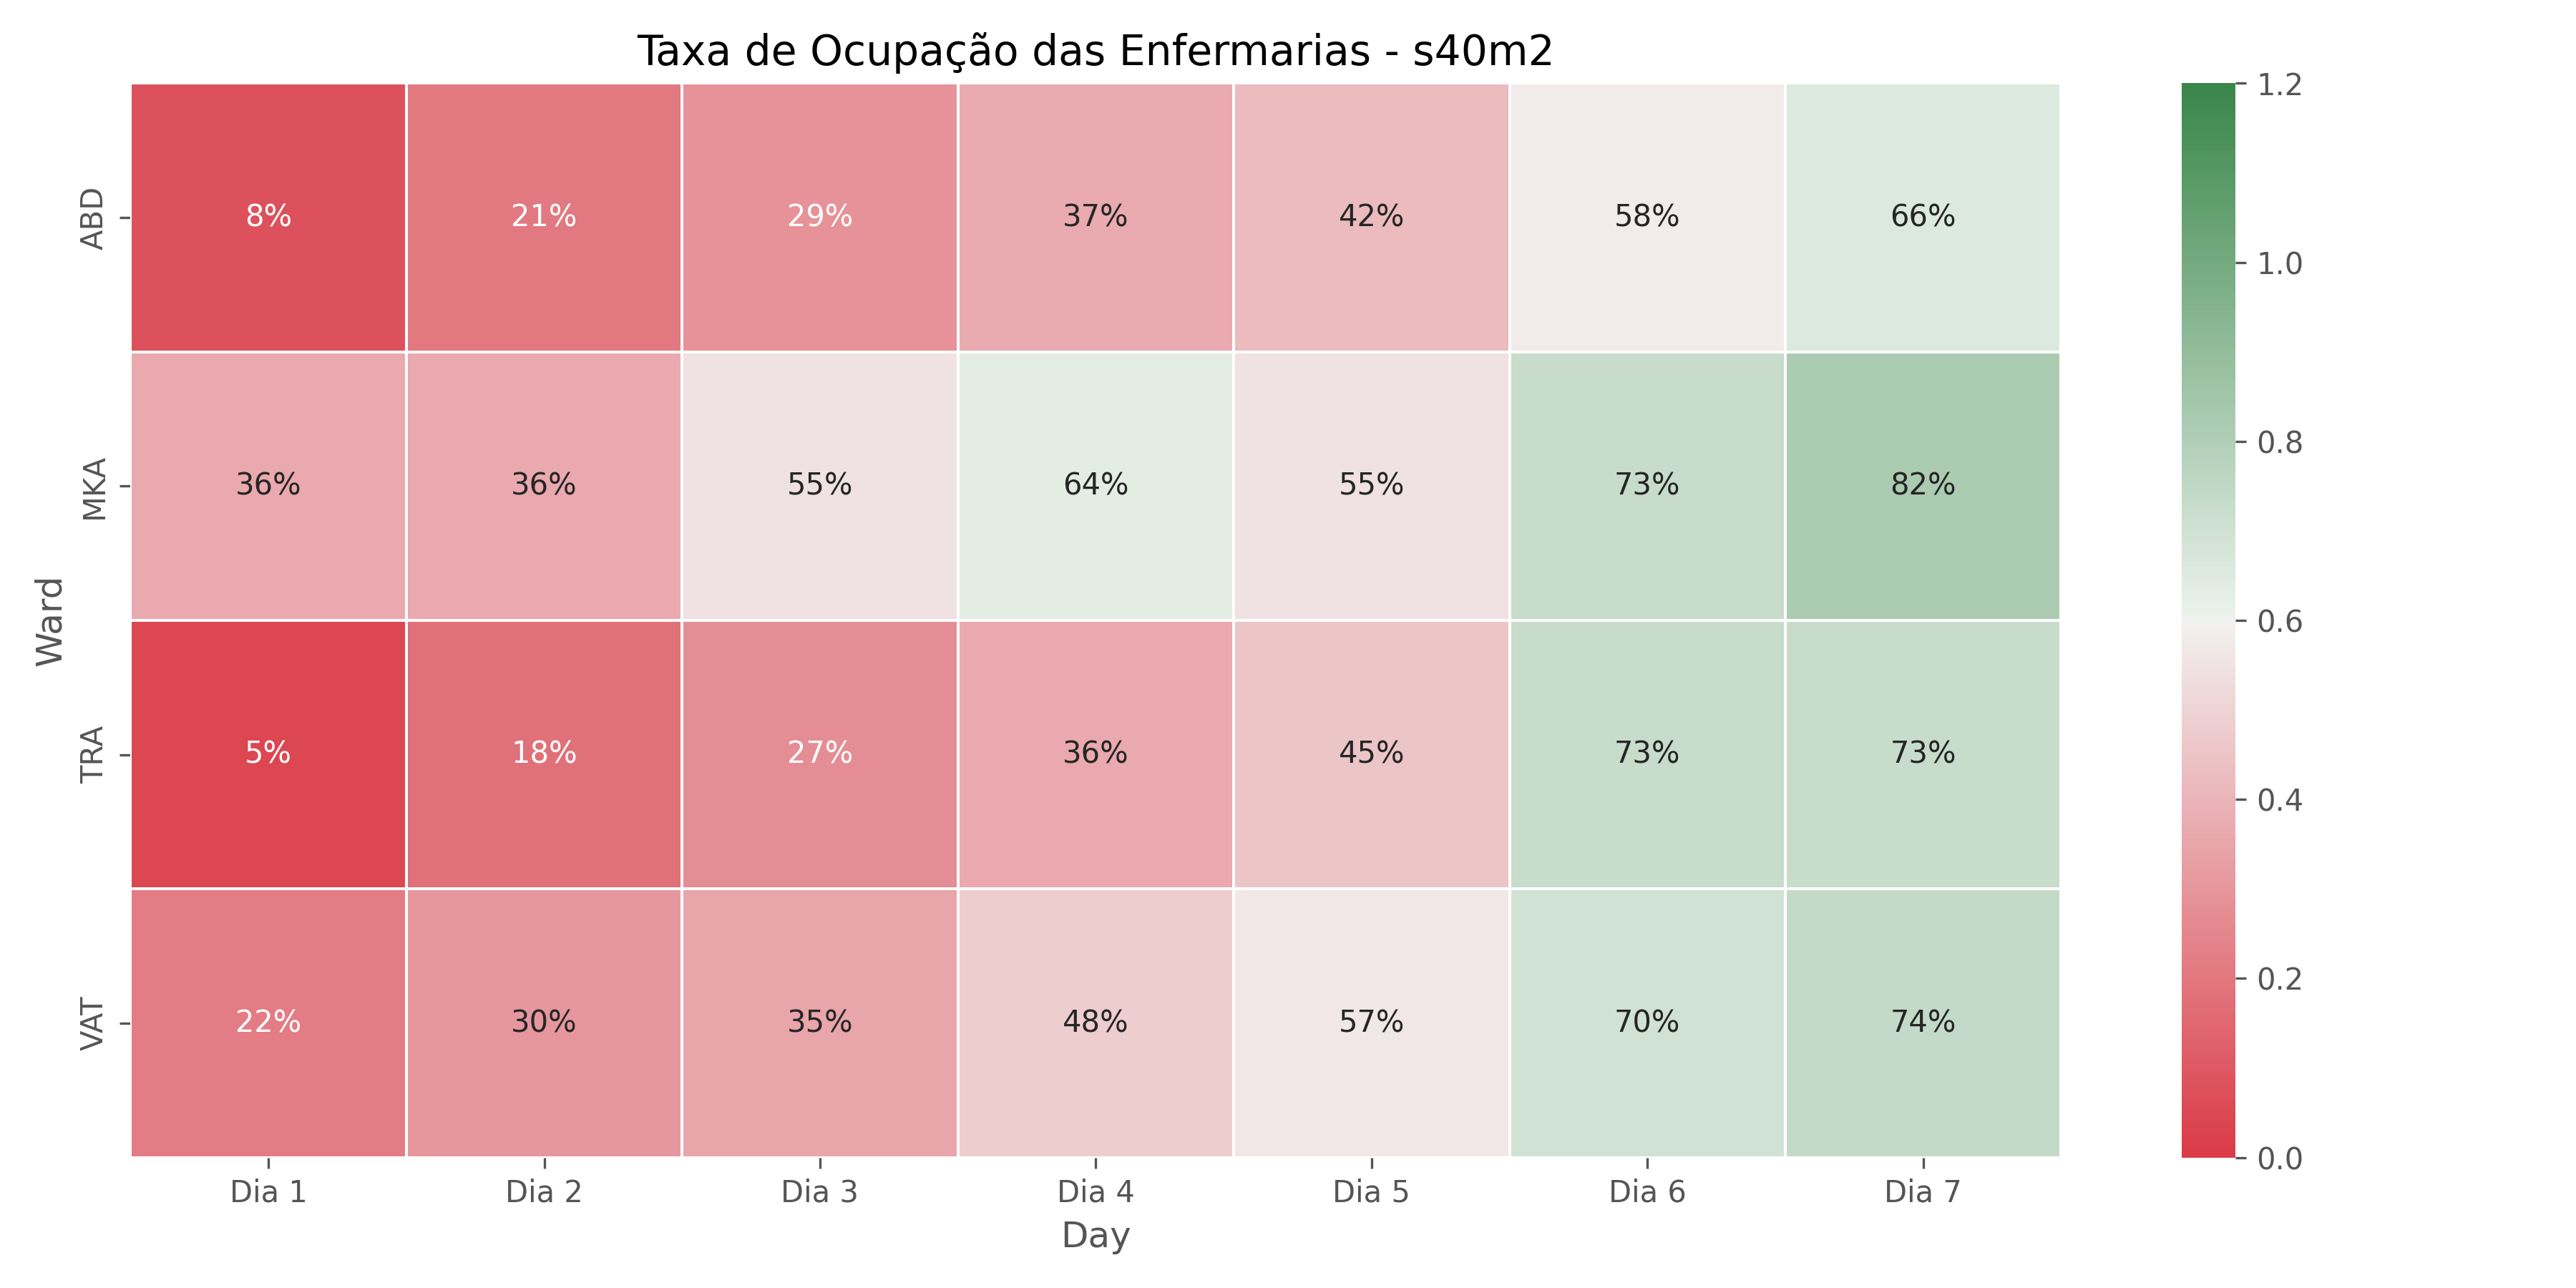 Taxa de Ocupação das Enfermarias - s40m2
Ward
ABD 8% 21% 29% 37% 42% 58% 66%
MKA 36% 36% 55% 64% 55% 73% 82%
TRA 5% 18% 27% 36% 45% 73% 73%
VAT 22% 30% 35% 48% 57% 70% 74%
Dia 1 Dia 2 Dia 3 Dia 4 Dia 5 Dia 6 Dia 7
Day
1.2
1.0
0.8
0.6
0.4
0.2
0.0